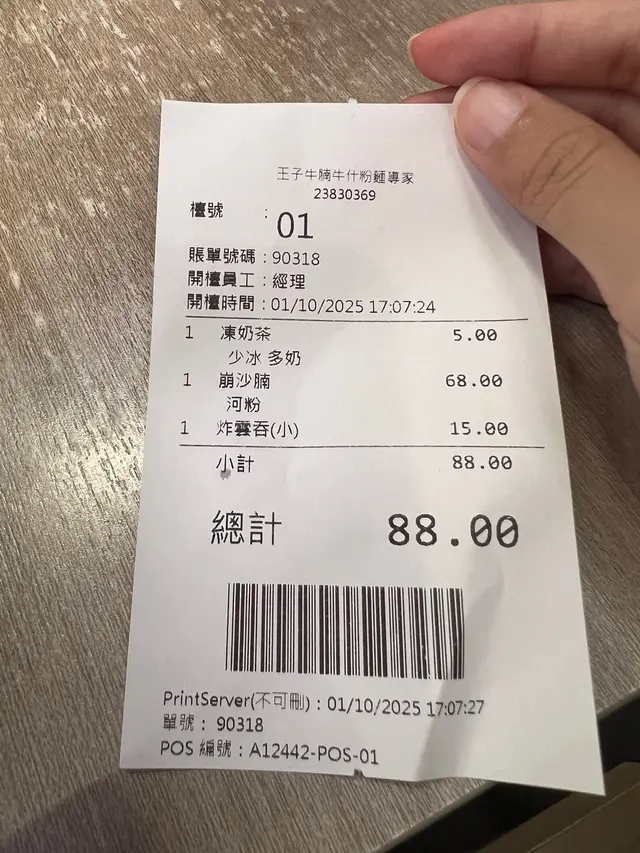 王子牛腩牛什粉麵專家
23830369
檯號 : 01
賬單號碼 : 90318
開檯員工 : 經理
開檯時間 : 01/10/2025 17:07:24
1 凍奶茶 5.00
少冰 多奶
1 崩沙腩 68.00
河粉
1 炸雲吞(小) 15.00
小計 88.00
總計 88.00
PrintServer(不可刪) : 01/10/2025 17:07:27
單號 : 90318
POS 編號 : A12442-POS-01